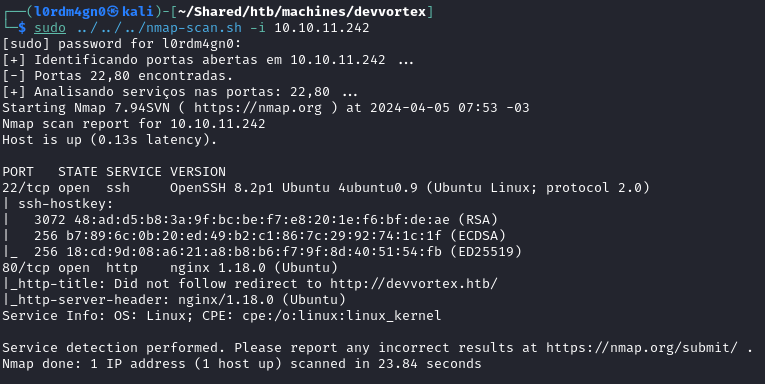 ┌──(l0rdm4gn0㉿kali)-[~/Shared/htb/machines/devvortex]
└─$ sudo ../../../nmap-scan.sh -i 10.10.11.242
[sudo] password for l0rdm4gn0:
[+] Identificando portas abertas em 10.10.11.242 ...
[-] Portas 22,80 encontradas.
[+] Analisando serviços nas portas: 22,80 ...
Starting Nmap 7.94SVN ( https://nmap.org ) at 2024-04-05 07:53 -03
Nmap scan report for 10.10.11.242
Host is up (0.13s latency).

PORT   STATE SERVICE VERSION
22/tcp open  ssh     OpenSSH 8.2p1 Ubuntu 4ubuntu0.9 (Ubuntu Linux; protocol 2.0)
| ssh-hostkey:
|   3072 48:ad:d5:b8:3a:9f:bc:be:f7:e8:20:1e:f6:bf:de:ae (RSA)
|   256 b7:89:6c:0b:20:ed:49:b2:c1:86:7c:29:92:74:1c:1f (ECDSA)
|_  256 18:cd:9d:08:a6:21:a8:b8:b6:f7:9f:8d:40:51:54:fb (ED25519)
80/tcp open  http    nginx 1.18.0 (Ubuntu)
|_http-title: Did not follow redirect to http://devvortex.htb/
|_http-server-header: nginx/1.18.0 (Ubuntu)
Service Info: OS: Linux; CPE: cpe:/o:linux:linux_kernel

Service detection performed. Please report any incorrect results at https://nmap.org/submit/ .
Nmap done: 1 IP address (1 host up) scanned in 23.84 seconds